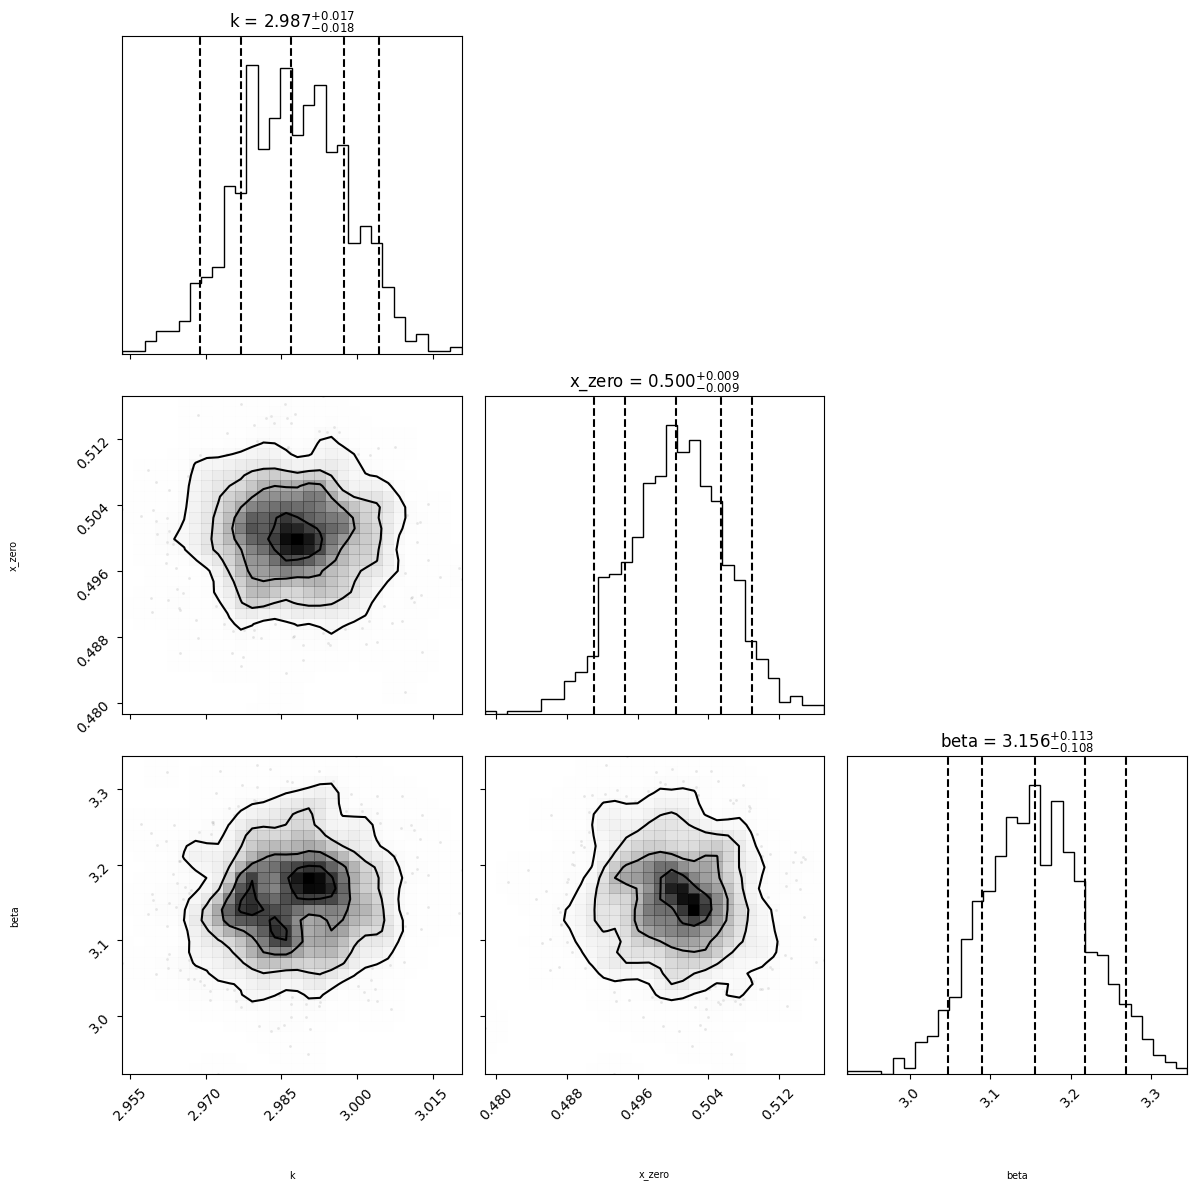 k = 2.987+0.017−0.018
x_zero = 0.500+0.009−0.009
0.512
0.504
0.496
0.488
0.480
x_zero
beta = 3.156+0.113−0.108
3.3
3.2
3.1
3.0
beta
2.955 2.970 2.985 3.000 3.015
0.480 0.488 0.496 0.504 0.512
3.0 3.1 3.2 3.3
k x_zero beta